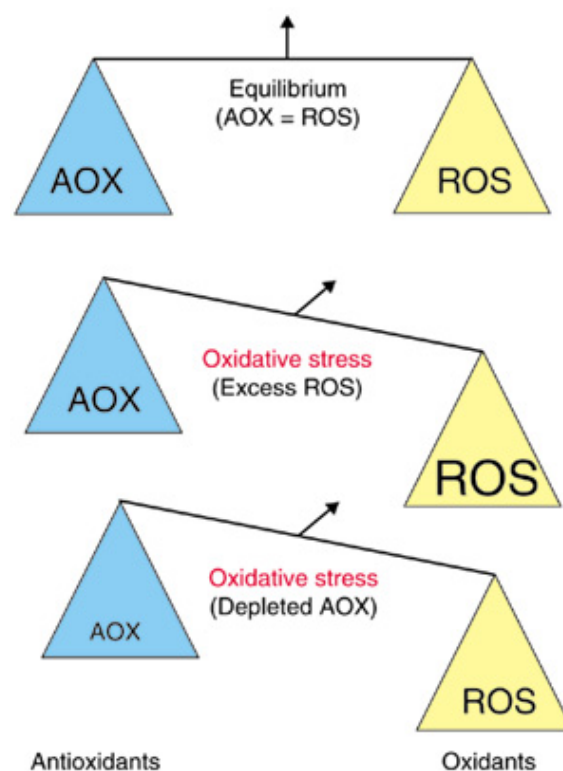 Equilibrium
(AOX = ROS)
AOX
ROS
Oxidative stress
(Excess ROS)
AOX
ROS
Oxidative stress
(Depleted AOX)
AOX
ROS
Antioxidants
Oxidants